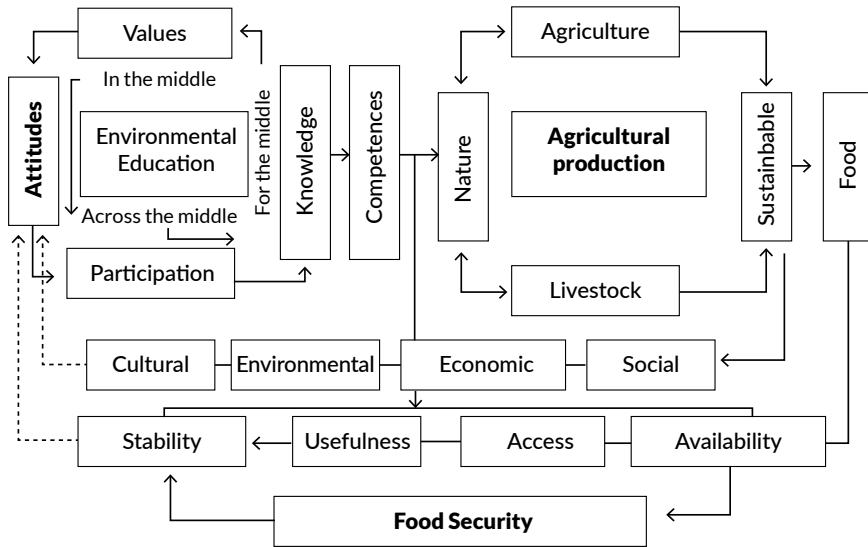 Values
Agriculture
In the middle
Attitudes
Environmental
Education
For the middle
Knowledge
Competences
Nature
Agricultural
production
Sustainbable
Food
Across the middle
Participation
Livestock
Cultural
Environmental
Economic
Social
Stability
Usefulness
Access
Availability
Food Security